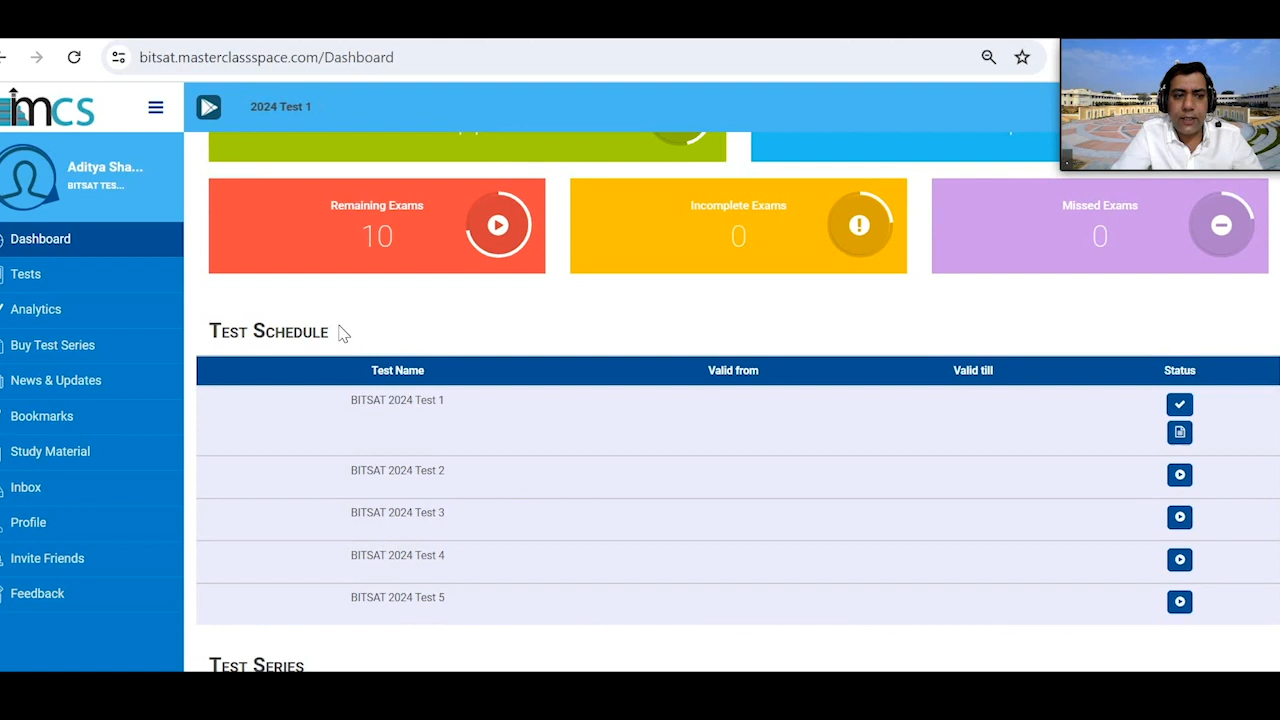 bitsat.masterclassspace.com/Dashboard
mcs
2024 Test 1
Aditya Sha...
BITSAT TES...
Remaining Exams
10
Incomplete Exams
0
Missed Exams
0
Dashboard
Tests
Analytics
Buy Test Series
News & Updates
Bookmarks
Study Material
Inbox
Profile
Invite Friends
Feedback
Test Schedule
Test Name Valid from Valid till Status
BITSAT 2024 Test 1
BITSAT 2024 Test 2
BITSAT 2024 Test 3
BITSAT 2024 Test 4
BITSAT 2024 Test 5
Test Series